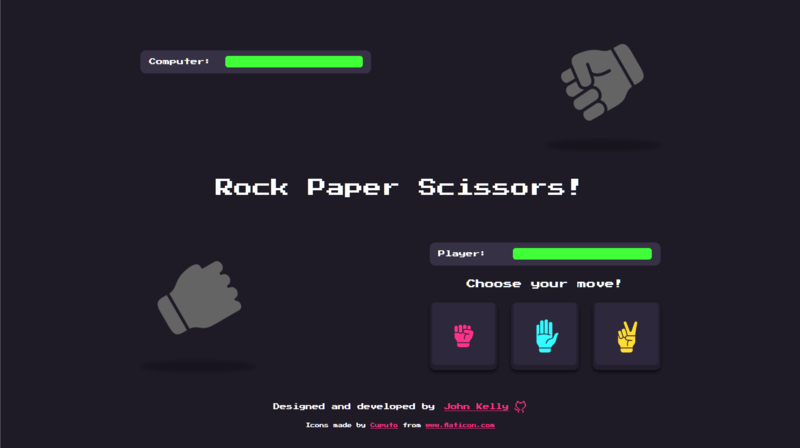 Computer:
Rock Paper Scissors!
Player:
Choose your move!
Designed and developed by John Kelly
Icons made by Cuputo from www.flaticon.com